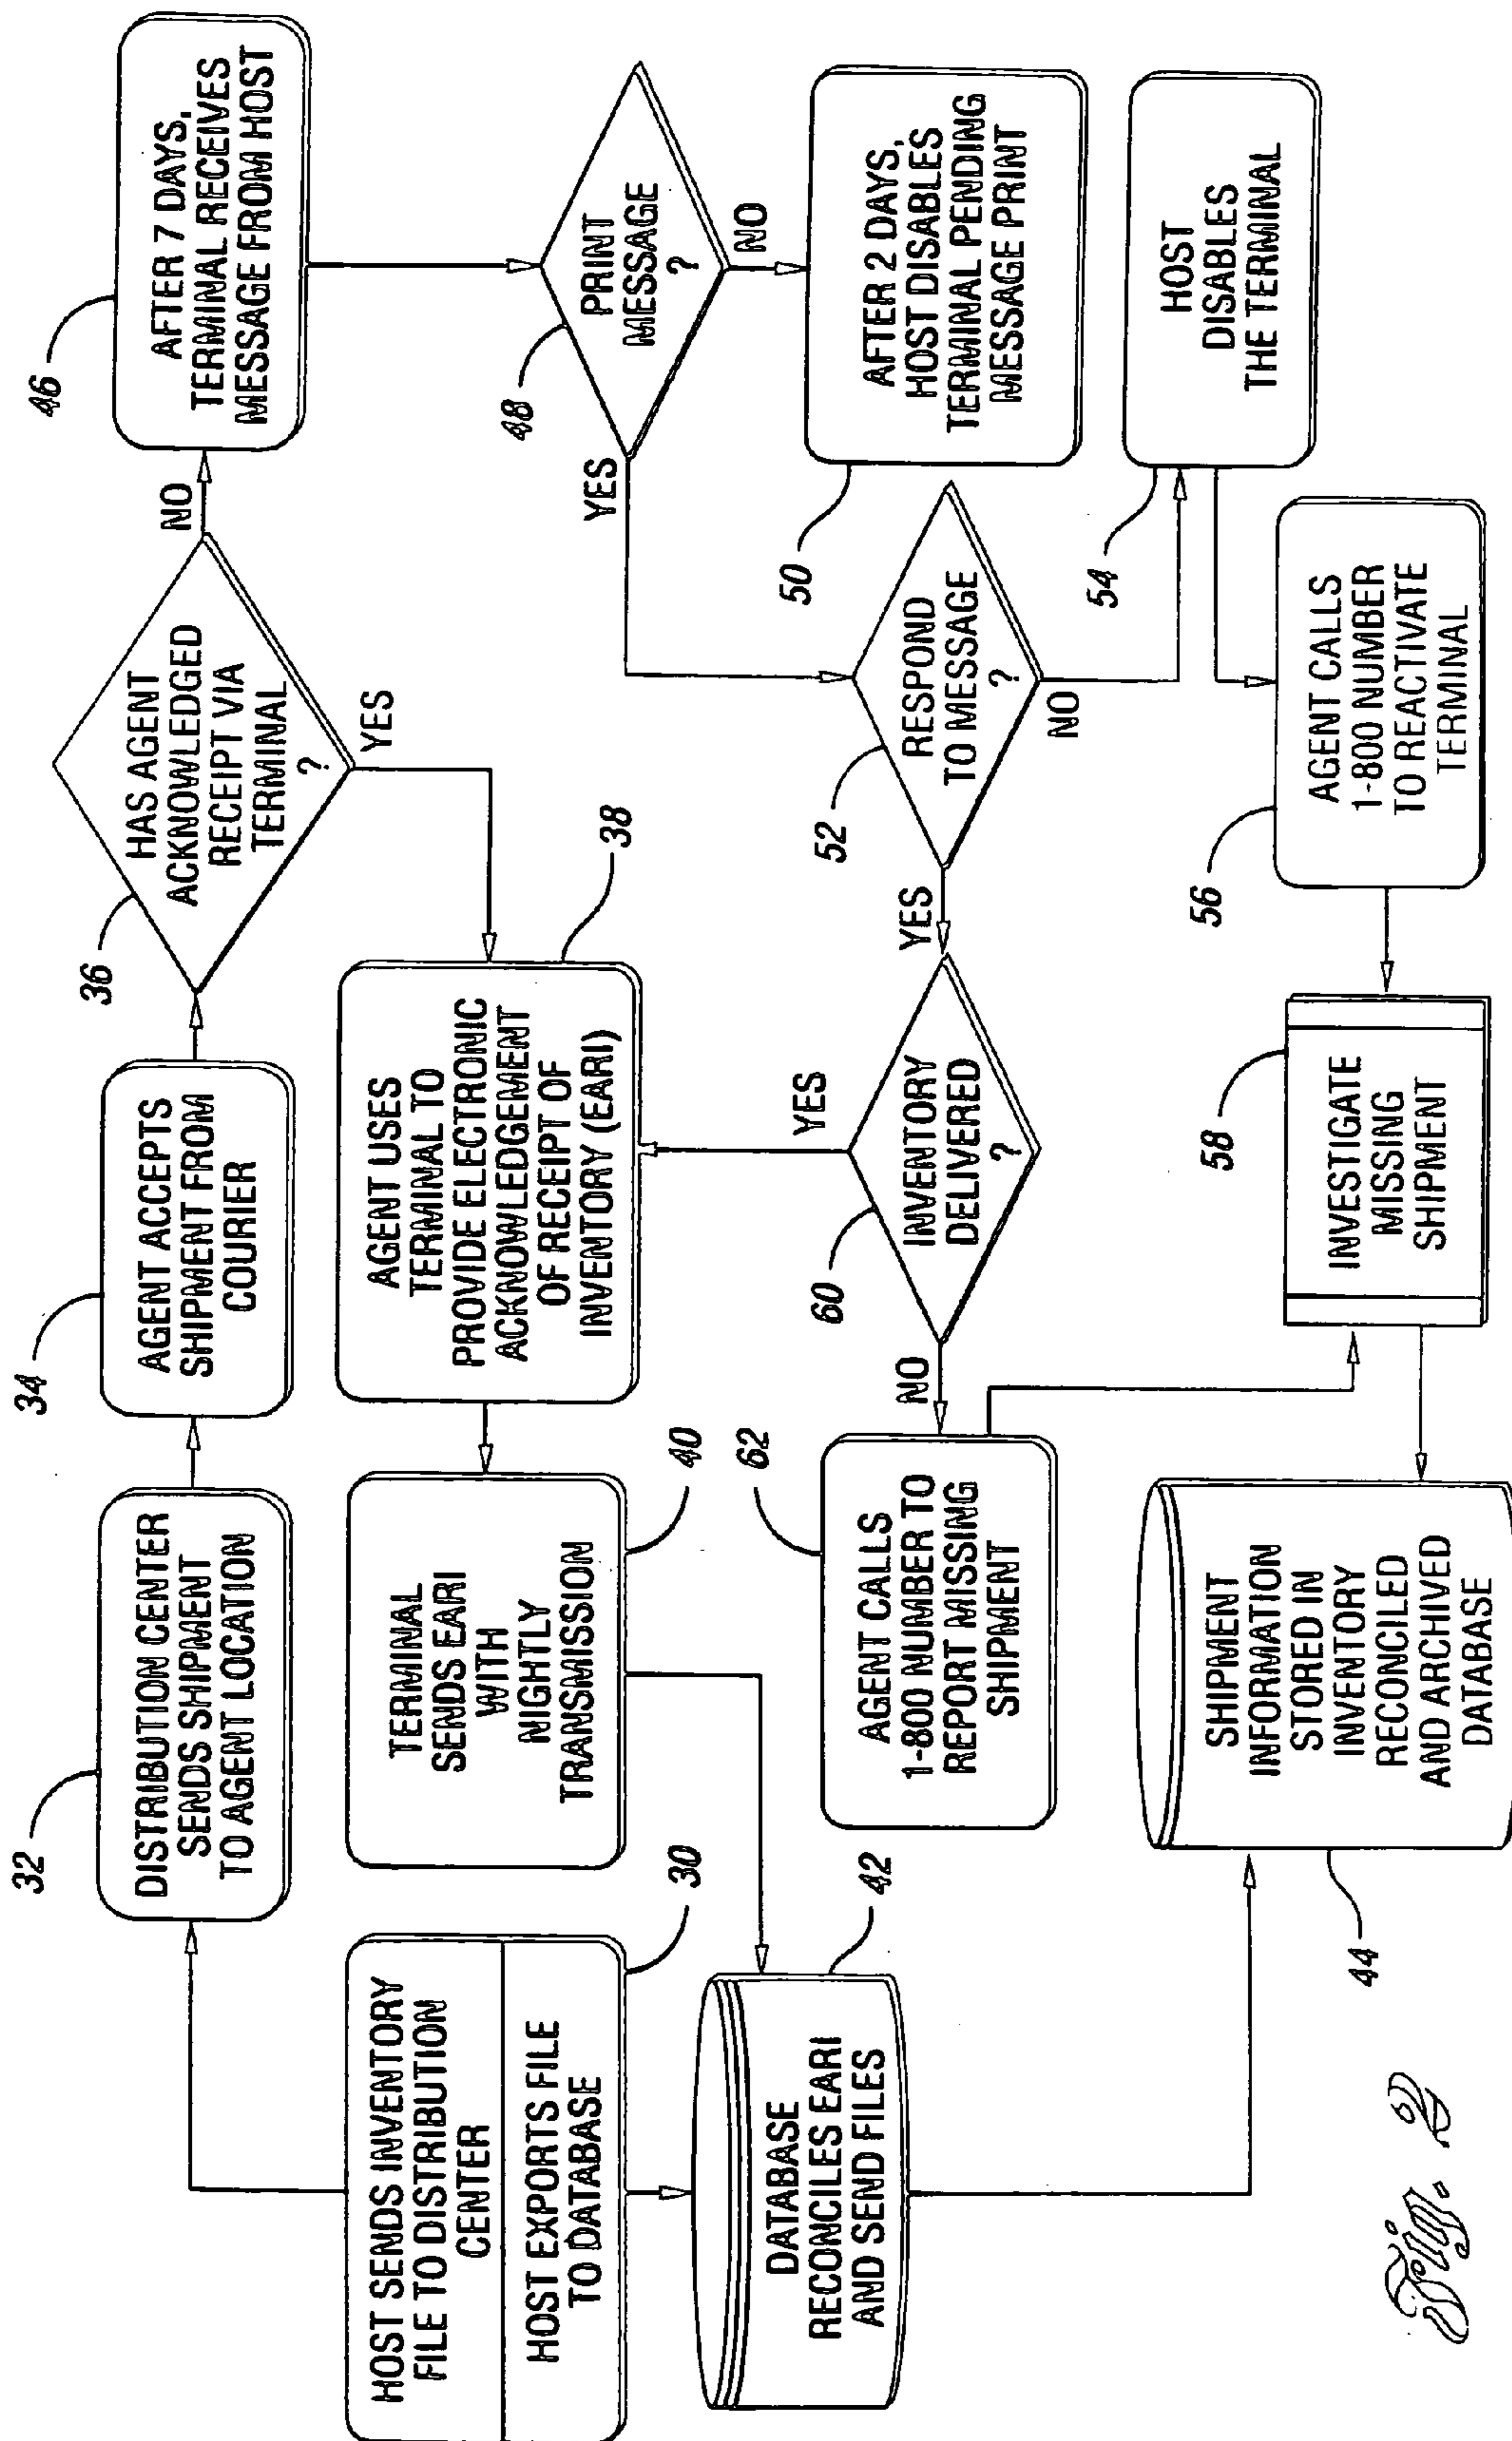 32
DISTRIBUTION CENTER
SENDS SHIPMENT
TO AGENT LOCATION
34
AGENT ACCEPTS
SHIPMENT FROM
COURIER
36
HAS AGENT
ACKNOWLEDGED
RECEIPT VIA
TERMINAL
?
NO
YES
46
AFTER 7 DAYS,
TERMINAL RECEIVES
MESSAGE FROM HOST
HOST SENDS INVENTORY
FILE TO DISTRIBUTION
CENTER
HOST EXPORTS FILE
TO DATABASE
30
TERMINAL
SENDS EARI
WITH
NIGHTLY
TRANSMISSION
40
AGENT USES
TERMINAL TO
PROVIDE ELECTRONIC
ACKNOWLEDGEMENT
OF RECEIPT OF
INVENTORY (EARI)
38
48
PRINT
MESSAGE
?
YES
NO
DATABASE
RECONCILES EARI
AND SEND FILES
42
62
AGENT CALLS
1-800 NUMBER TO
REPORT MISSING
SHIPMENT
60
INVENTORY
DELIVERED
?
YES
NO
52
RESPOND
TO MESSAGE
?
YES
NO
50
AFTER 2 DAYS,
HOST DISABLES
TERMINAL PENDING
MESSAGE PRINT
54
HOST
DISABLES
THE TERMINAL
SHIPMENT
INFORMATION
STORED IN
INVENTORY
RECONCILED
AND ARCHIVED
DATABASE
44
58
INVESTIGATE
MISSING
SHIPMENT
56
AGENT CALLS
1-800 NUMBER
TO REACTIVATE
TERMINAL
Fig. 2